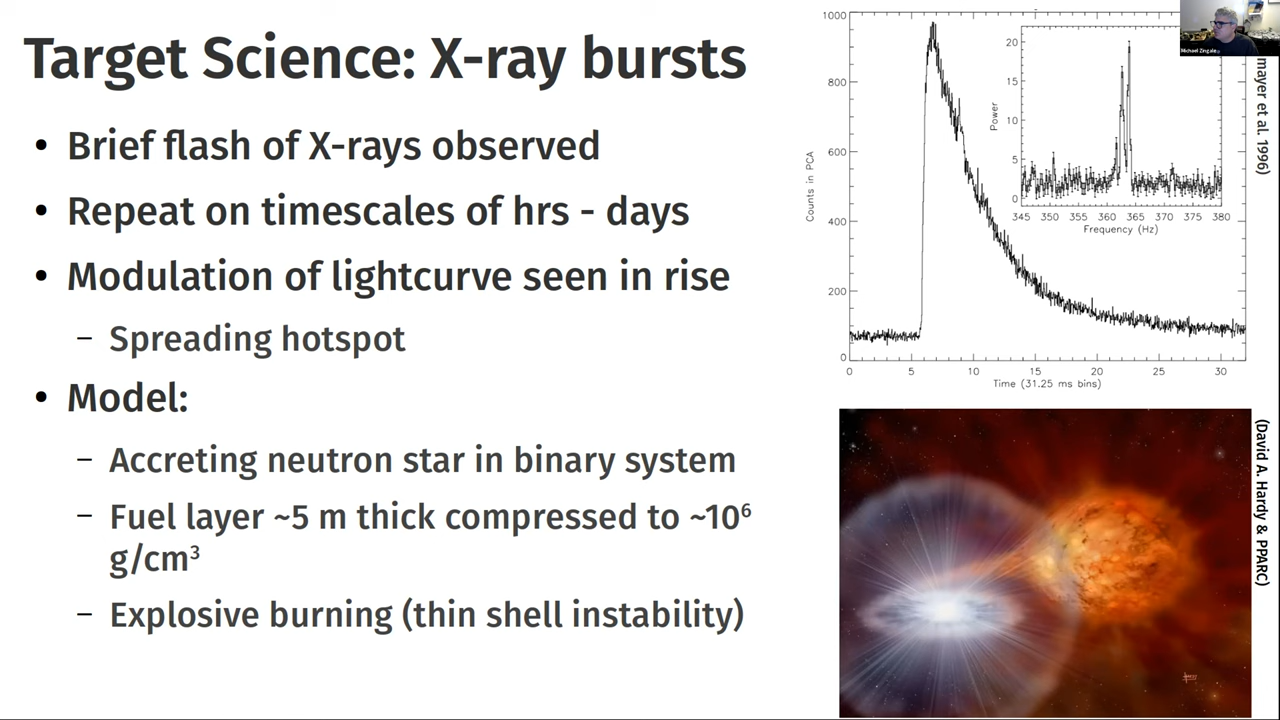 Target Science: X-ray bursts
• Brief flash of X-rays observed
• Repeat on timescales of hrs - days
• Modulation of lightcurve seen in rise
– Spreading hotspot
• Model:
– Accreting neutron star in binary system
– Fuel layer ~5 m thick compressed to ~10⁶
g/cm³
– Explosive burning (thin shell instability)
1000
800
600
400
200
0
Counts in PCA
0 5 10 15 20 25 30
Time (31.25 ms bins)
20
15
10
5
0
Power
345 350 355 360 365 370 375 380
Frequency (Hz)
mayer et al. 1996)
(David A. Hardy & PPARC)